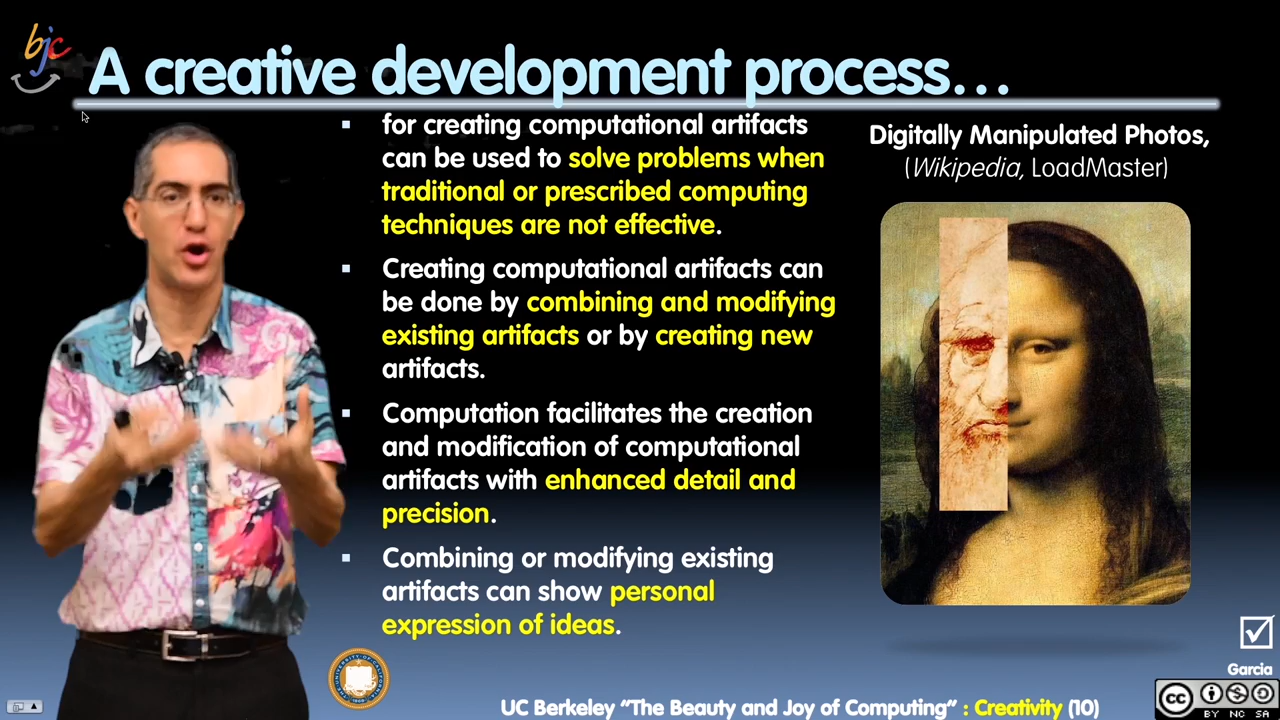 bjc
A creative development process…
for creating computational artifacts
can be used to solve problems when
traditional or prescribed computing
techniques are not effective.
Creating computational artifacts can
be done by combining and modifying
existing artifacts or by creating new
artifacts.
Computation facilitates the creation
and modification of computational
artifacts with enhanced detail and
precision.
Combining or modifying existing
artifacts can show personal
expression of ideas.
Digitally Manipulated Photos,
(Wikipedia, LoadMaster)
Garcia
UC Berkeley “The Beauty and Joy of Computing” : Creativity (10)
cc
BY NC SA